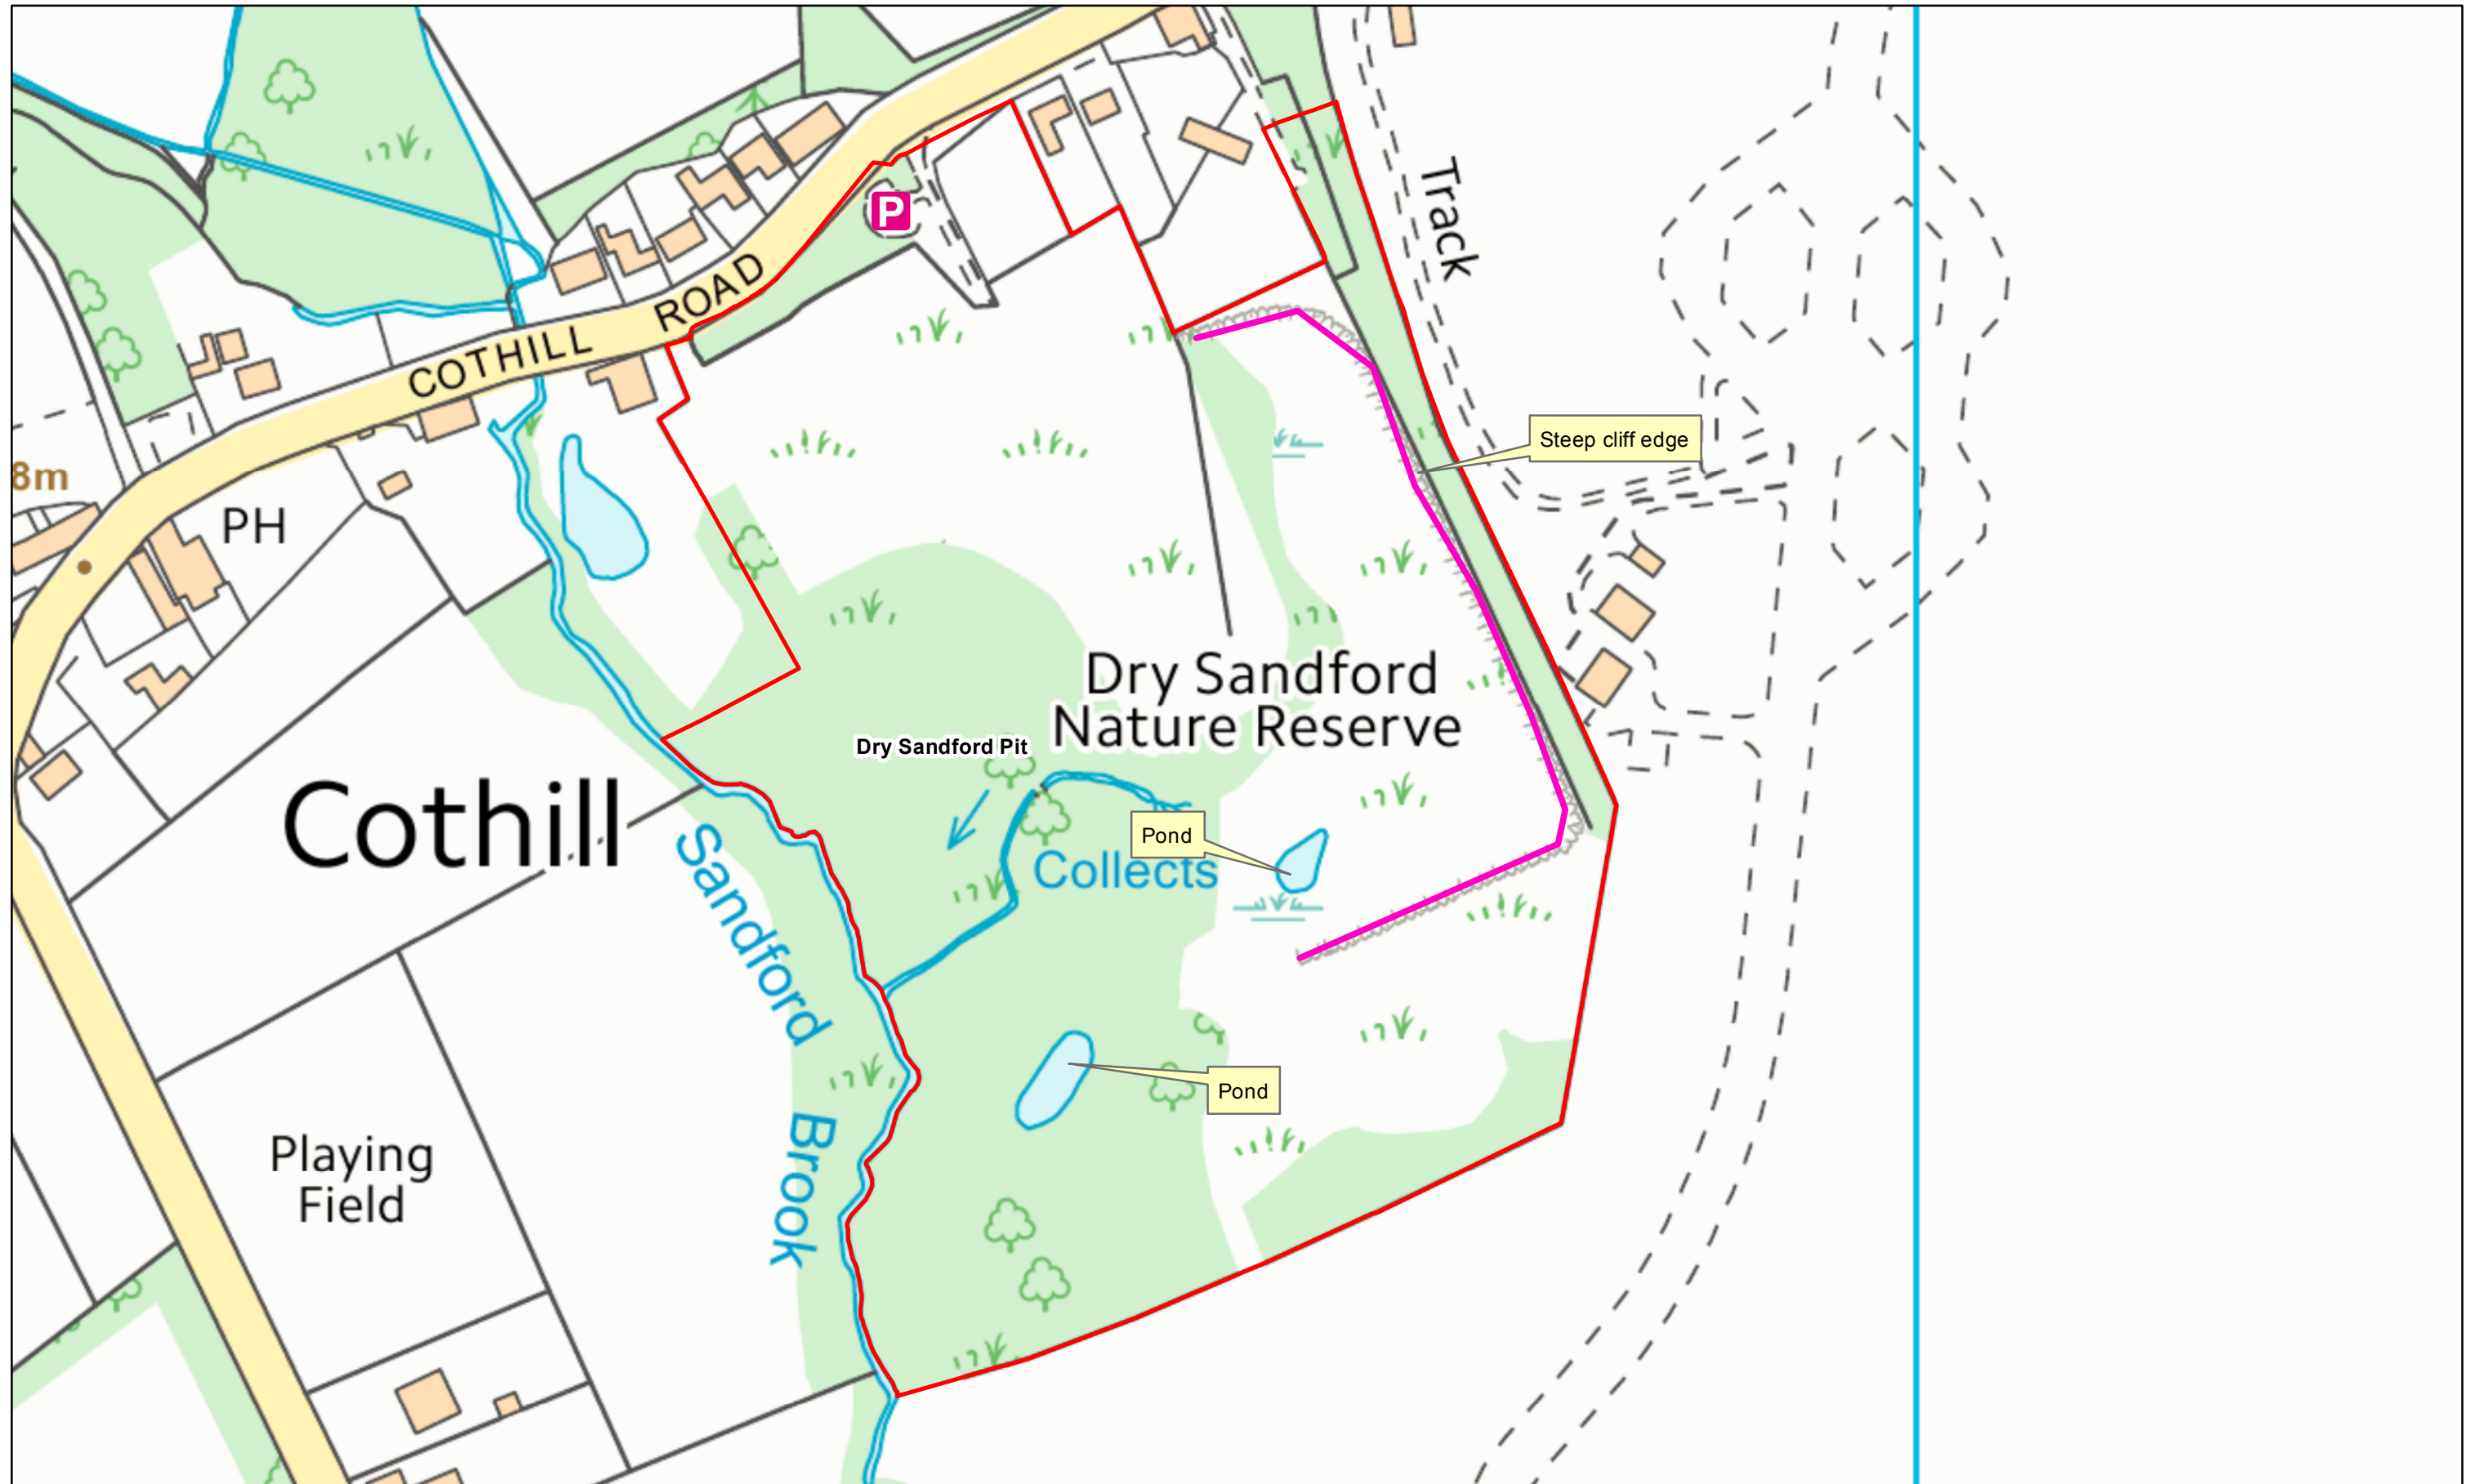 P
Track
COTHILL ROAD
Steep cliff edge
8m
PH
Dry Sandford
Nature Reserve
Dry Sandford Pit
Cothill
Pond
Collects
Sandford Brook
Pond
Playing
Field